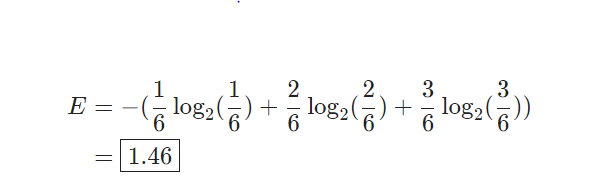 E = −(1/6 log₂(1/6) + 2/6 log₂(2/6) + 3/6 log₂(3/6))
= 1.46